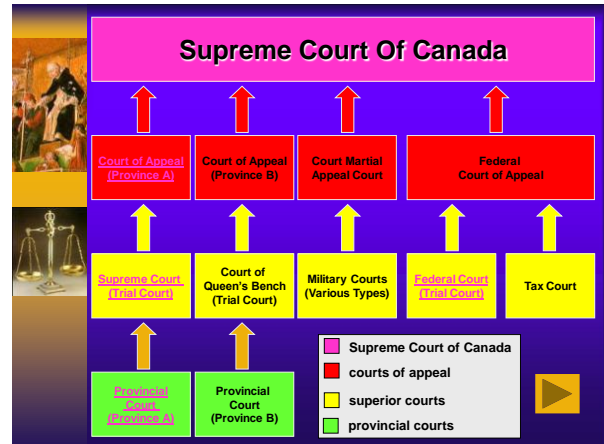 Supreme Court Of Canada
Court of Appeal
(Province A)
Court of Appeal
(Province B)
Court Martial
Appeal Court
Federal
Court of Appeal
Supreme Court
(Trial Court)
Court of
Queen's Bench
(Trial Court)
Military Courts
(Various Types)
Federal Court
(Trial Court)
Tax Court
Provincial
Court
(Province A)
Provincial
Court
(Province B)
Supreme Court of Canada
courts of appeal
superior courts
provincial courts